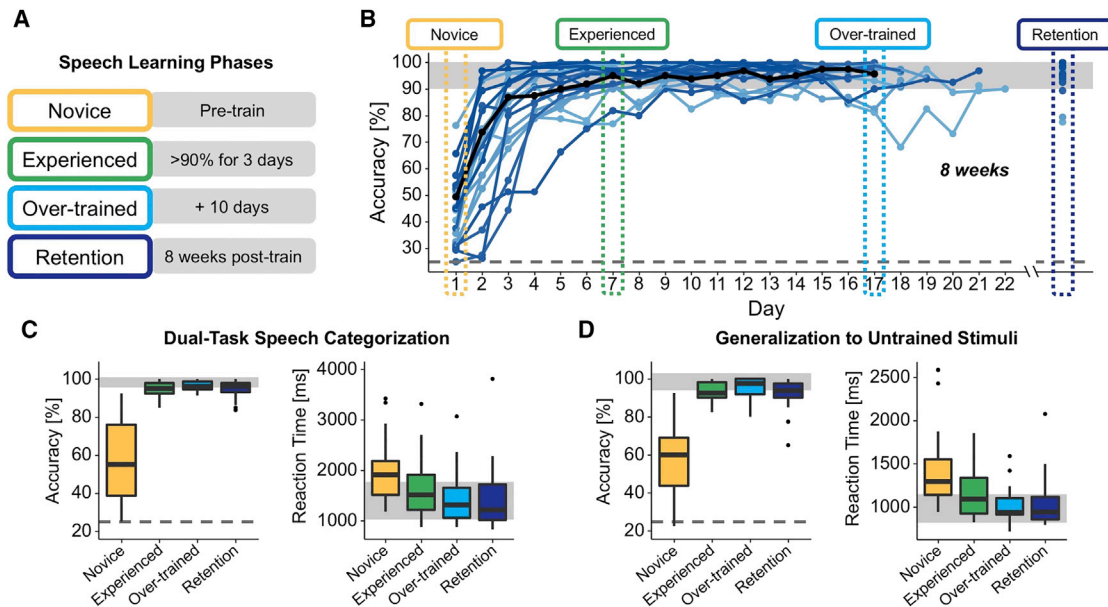 A
Speech Learning Phases
Novice
Pre-train
Experienced
>90% for 3 days
Over-trained
+ 10 days
Retention
8 weeks post-train
B
Novice
Experienced
Over-trained
Retention
Accuracy [%]
100
90
80
70
60
50
40
30
8 weeks
1 2 3 4 5 6 7 8 9 10 11 12 13 14 15 16 17 18 19 20 21 22
Day
C
Dual-Task Speech Categorization
Accuracy [%]
100
80
60
40
20
Novice
Experienced
Over-trained
Retention
Reaction Time [ms]
4000
3000
2000
1000
Novice
Experienced
Over-trained
Retention
D
Generalization to Untrained Stimuli
Accuracy [%]
100
80
60
40
20
Novice
Experienced
Over-trained
Retention
Reaction Time [ms]
2500
2000
1500
1000
Novice
Experienced
Over-trained
Retention